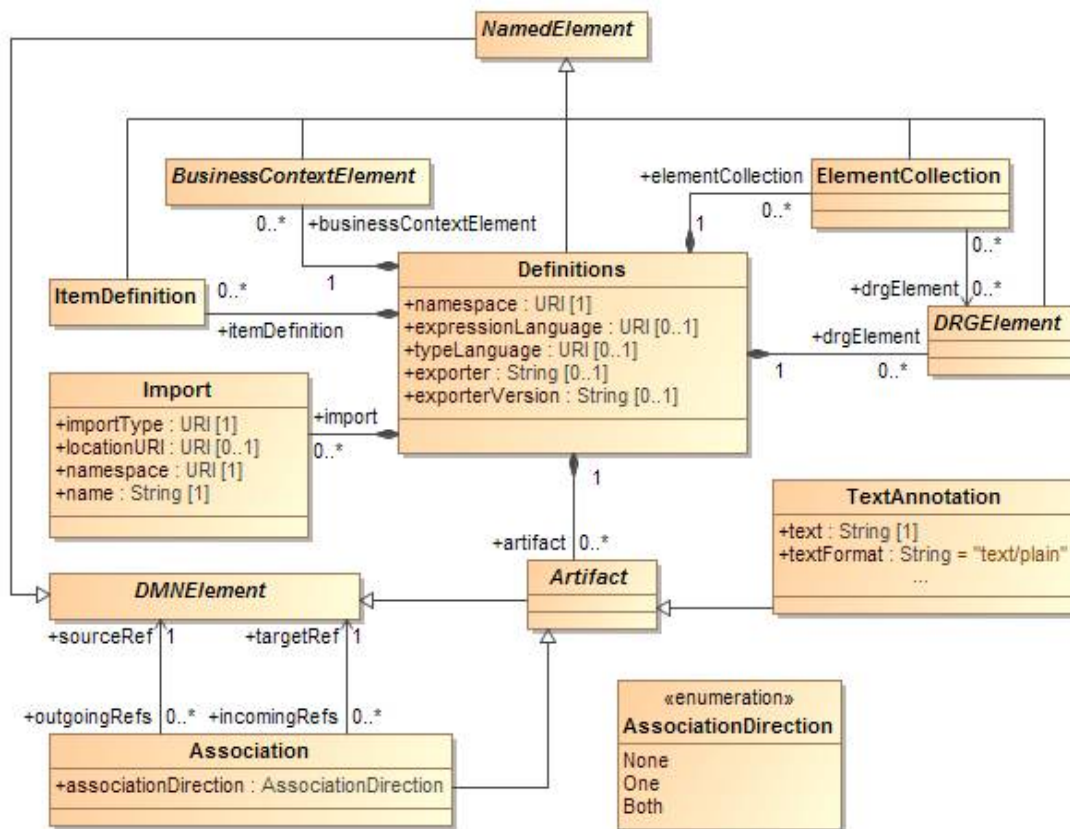 NamedElement
BusinessContextElement
+elementCollection
ElementCollection
0..*
+businessContextElement
1
0..*
0..*
1
Definitions
+namespace : URI [1]
+expressionLanguage : URI [0..1]
+typeLanguage : URI [0..1]
+exporter : String [0..1]
+exporterVersion : String [0..1]
ItemDefinition
0..*
+itemDefinition
+drgElement
0..*
DRGElement
+drgElement
1
0..*
Import
+importType : URI [1]
+locationURI : URI [0..1]
+namespace : URI [1]
+name : String [1]
+import
0..*
1
+artifact
0..*
TextAnnotation
+text : String [1]
+textFormat : String = "text/plain"
...
DMNElement
Artifact
+sourceRef
1
+targetRef
1
+outgoingRefs
0..*
+incomingRefs
0..*
Association
+associationDirection : AssociationDirection
«enumeration»
AssociationDirection
None
One
Both